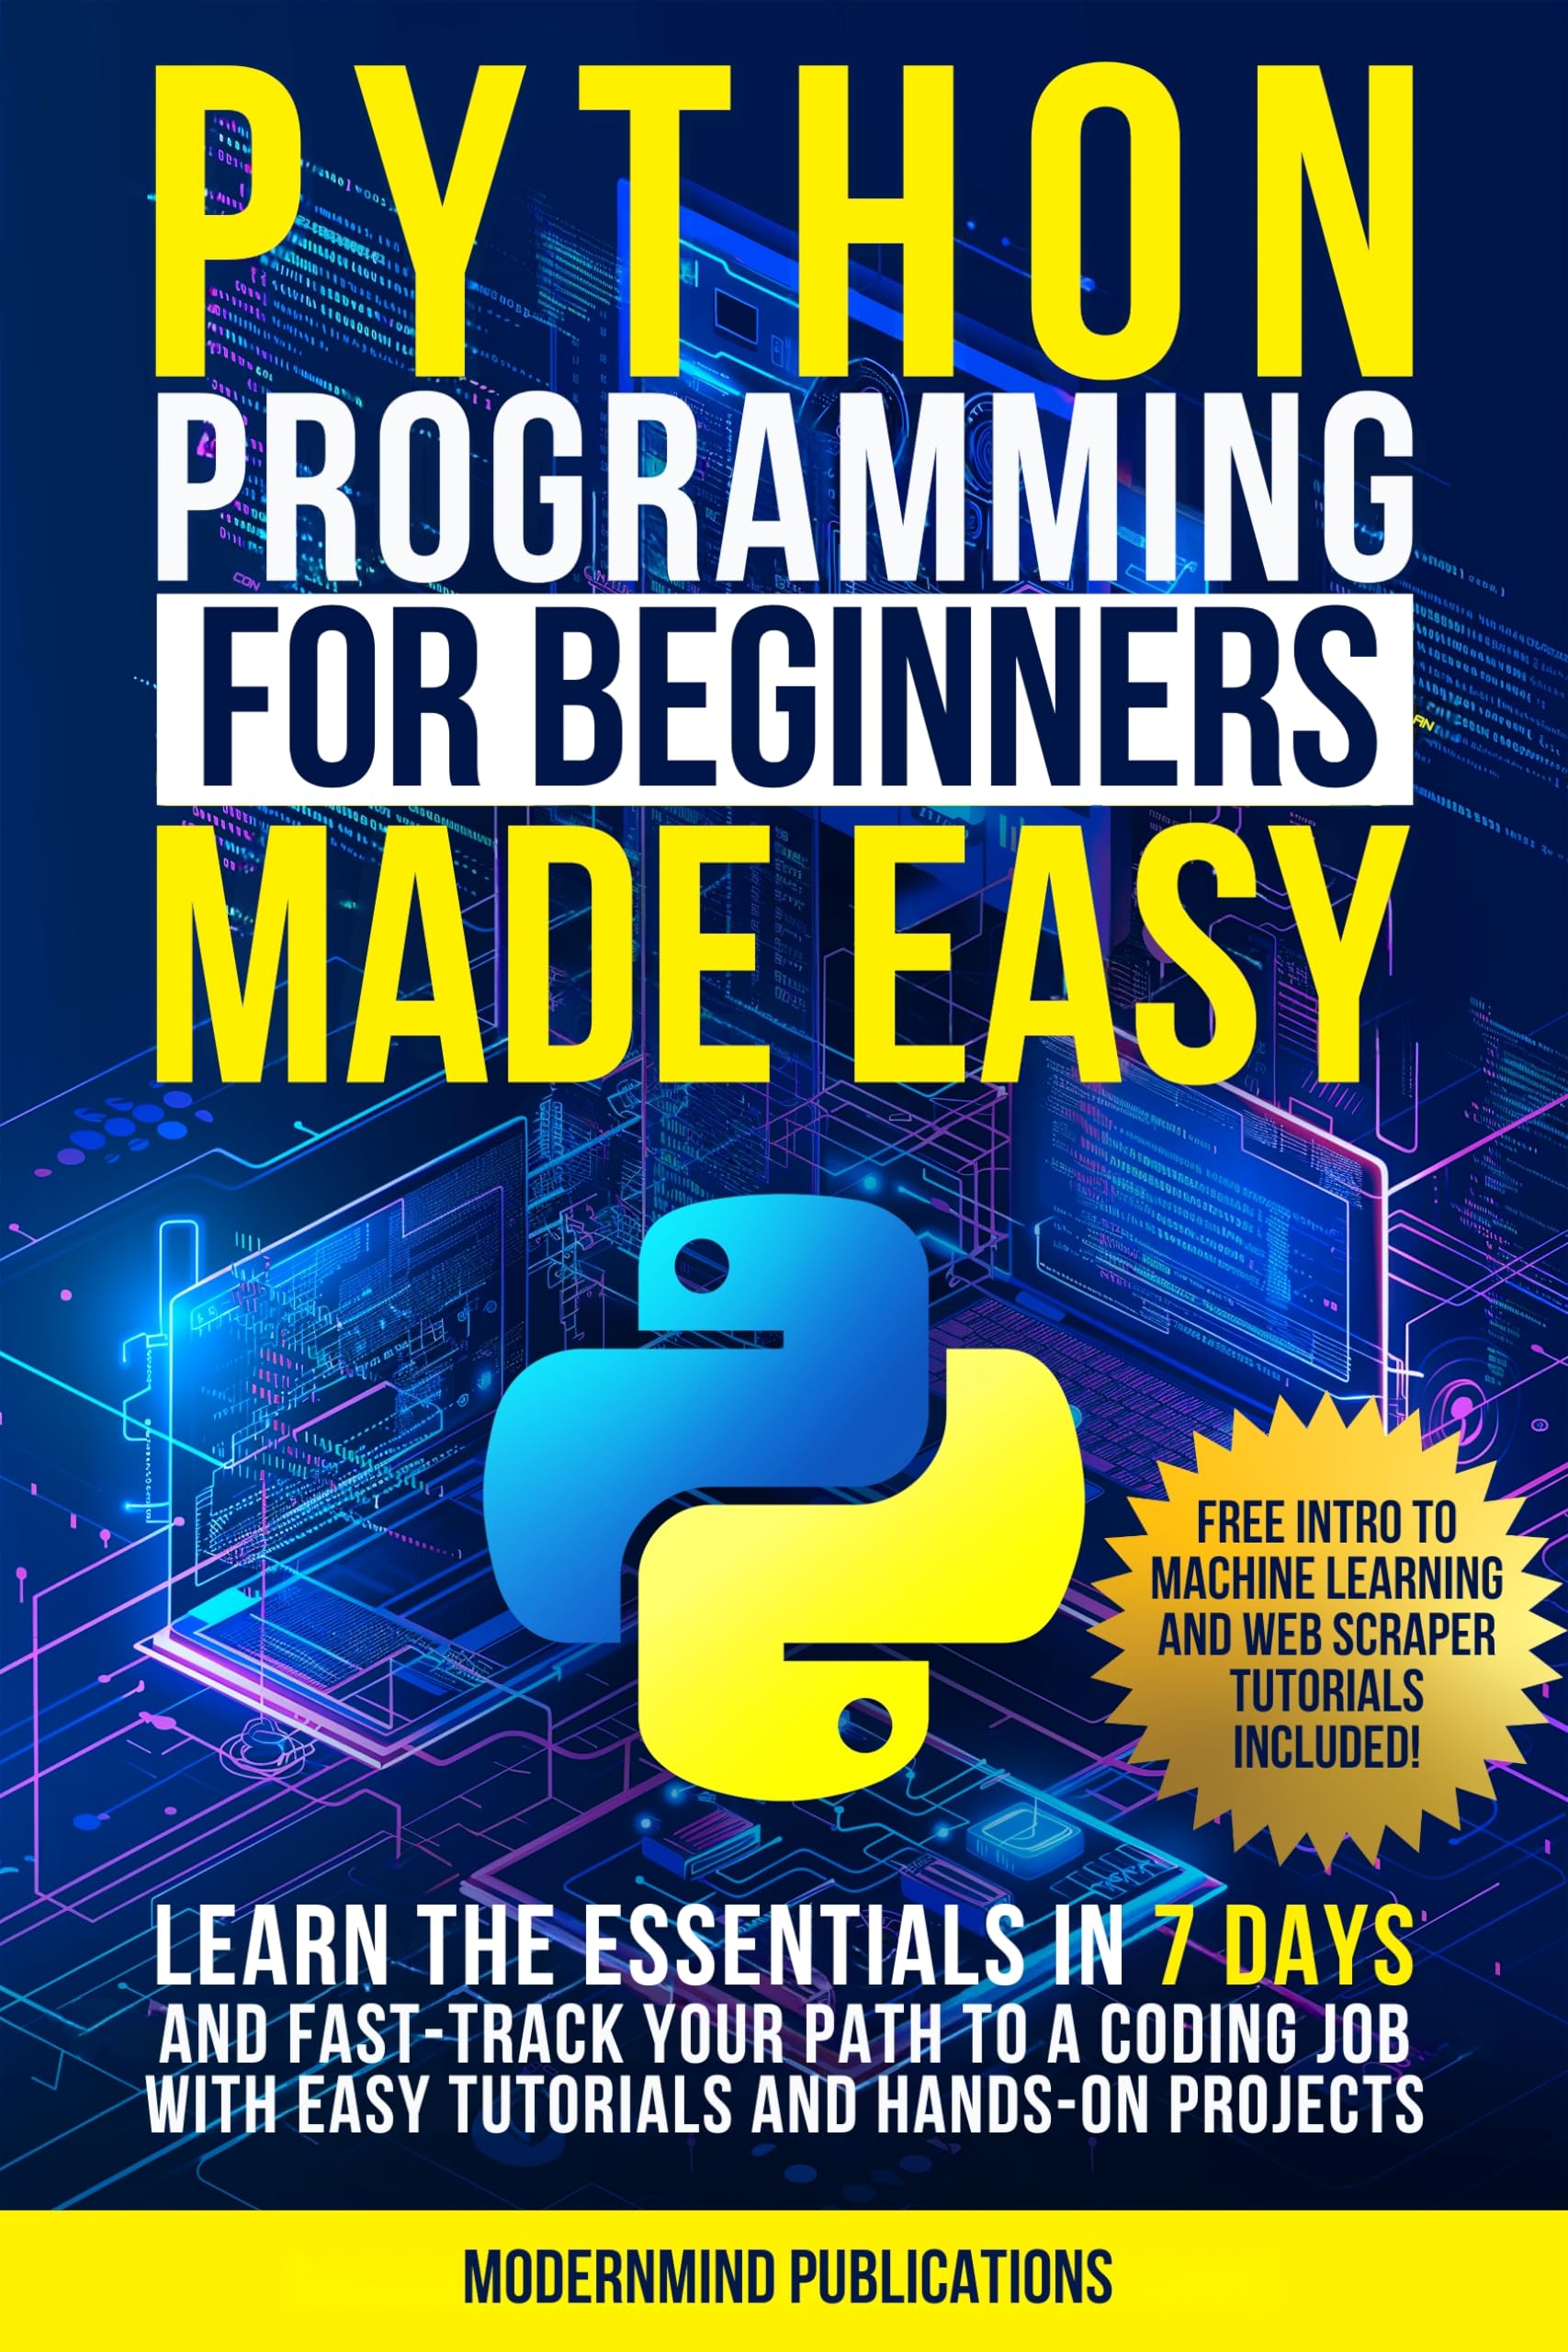 PYTHON
PROGRAMMING
FOR BEGINNERS
MADE EASY
FREE INTRO TO
MACHINE LEARNING
AND WEB SCRAPER
TUTORIALS
INCLUDED!
LEARN THE ESSENTIALS IN 7 DAYS
AND FAST-TRACK YOUR PATH TO A CODING JOB
WITH EASY TUTORIALS AND HANDS-ON PROJECTS
MODERNMIND PUBLICATIONS